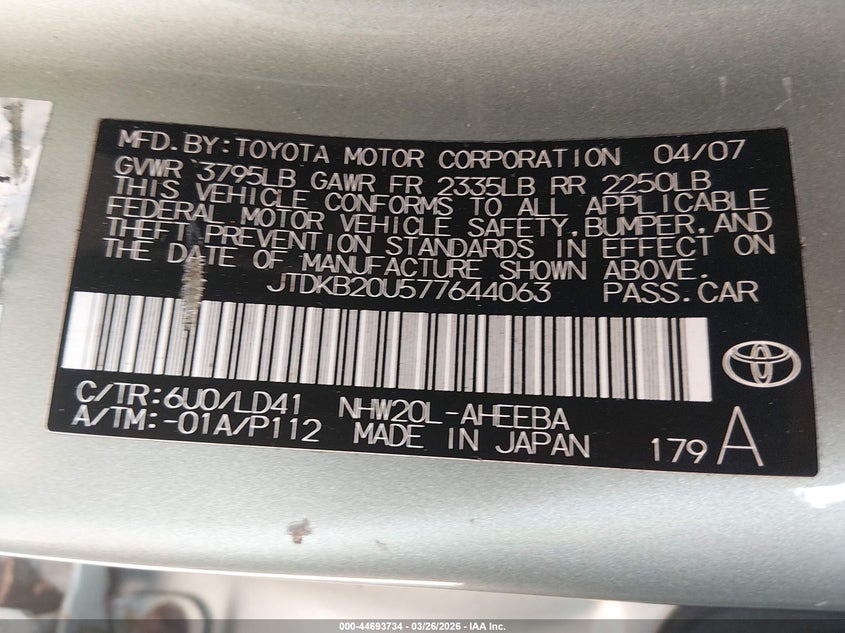 MFD. BY: TOYOTA MOTOR CORPORATION 04/07
GVWR 3795LB GAWR FR 2335LB RR 2250LB
THIS VEHICLE CONFORMS TO ALL APPLICABLE
FEDERAL MOTOR VEHICLE SAFETY, BUMPER, AND
THEFT PREVENTION STANDARDS IN EFFECT ON
THE DATE OF MANUFACTURE SHOWN ABOVE.
JTDKB20U577644063 PASS. CAR
C/TR: 6U0/LD41 NHW20L-AHEEBA
A/TM: -01A/P112 MADE IN JAPAN 179 A
000-44693734 | 03/26/2026 - IAA Inc.